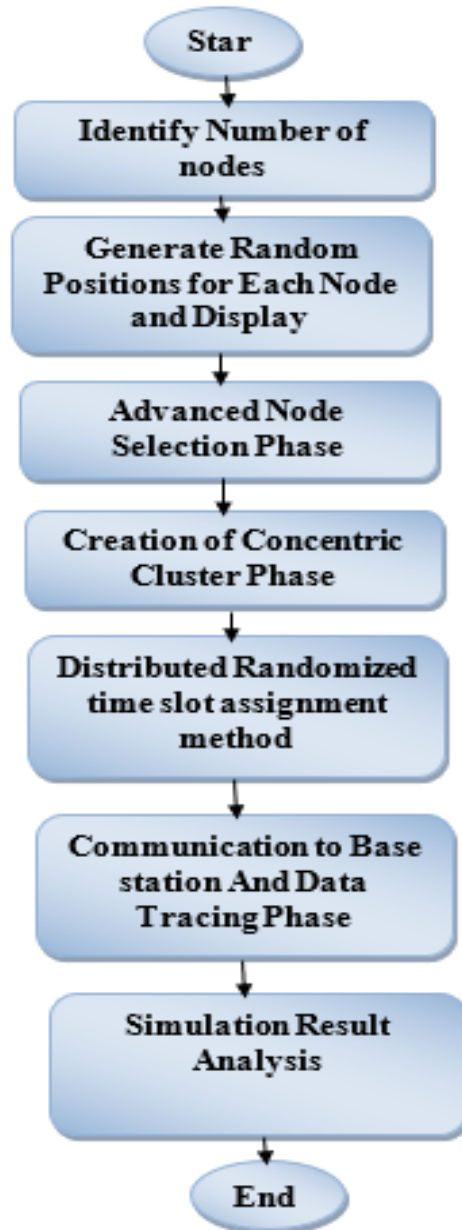 Star
Identify Number of
nodes
Generate Random
Positions for Each Node
and Display
Advanced Node
Selection Phase
Creation of Concentric
Cluster Phase
Distributed Randomized
time slot assignment
method
Communication to Base
station And Data
Tracing Phase
Simulation Result
Analysis
End